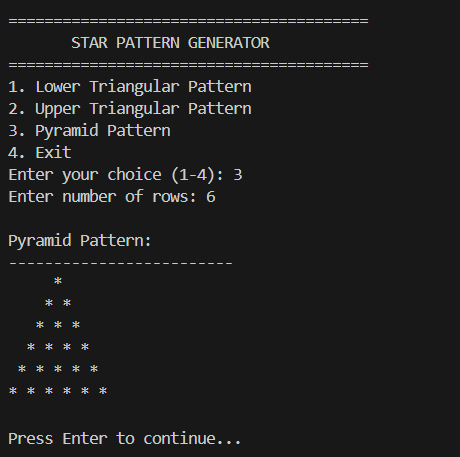 ========================================
       STAR PATTERN GENERATOR
========================================
1. Lower Triangular Pattern
2. Upper Triangular Pattern
3. Pyramid Pattern
4. Exit
Enter your choice (1-4): 3
Enter number of rows: 6

Pyramid Pattern:
-------------------------
     *
    * *
   * * *
  * * * *
 * * * * *
* * * * * *

Press Enter to continue...